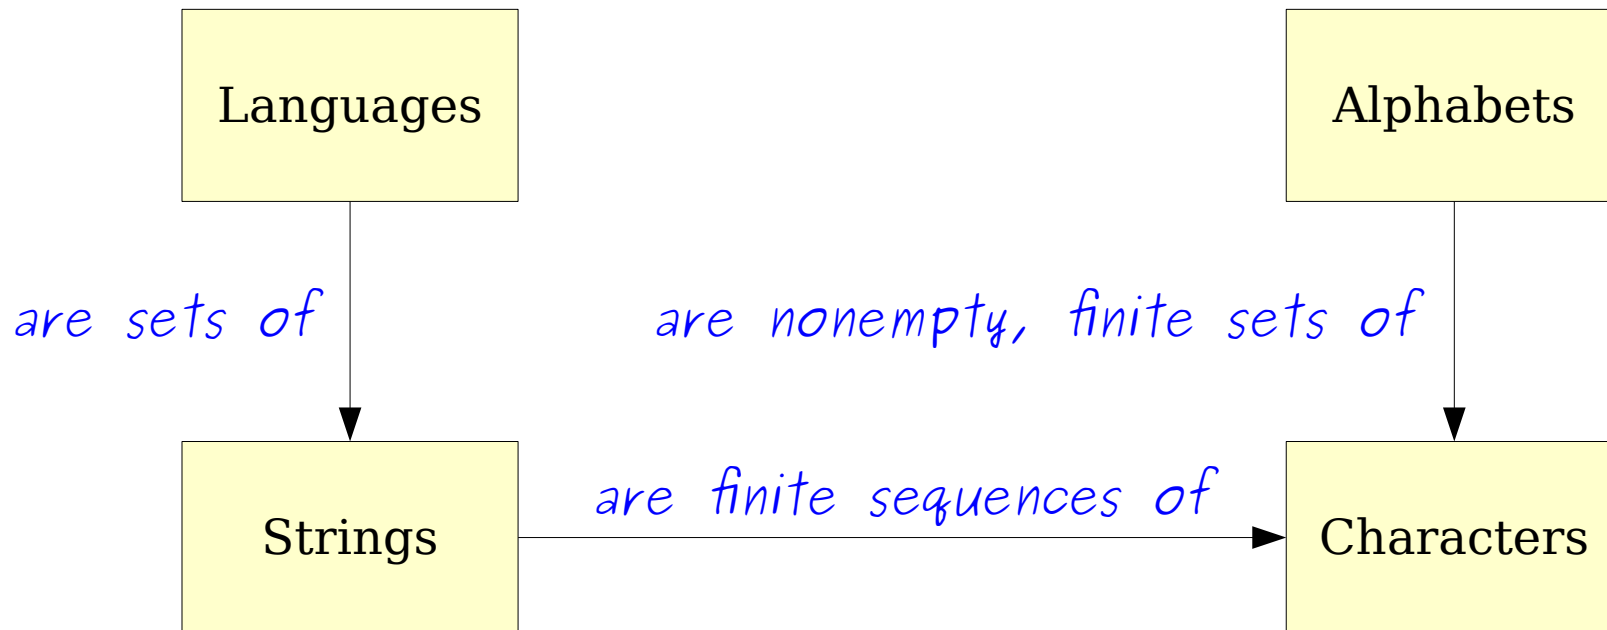 Languages
Alphabets
are sets of
are nonempty, finite sets of
are finite sequences of
Strings
Characters